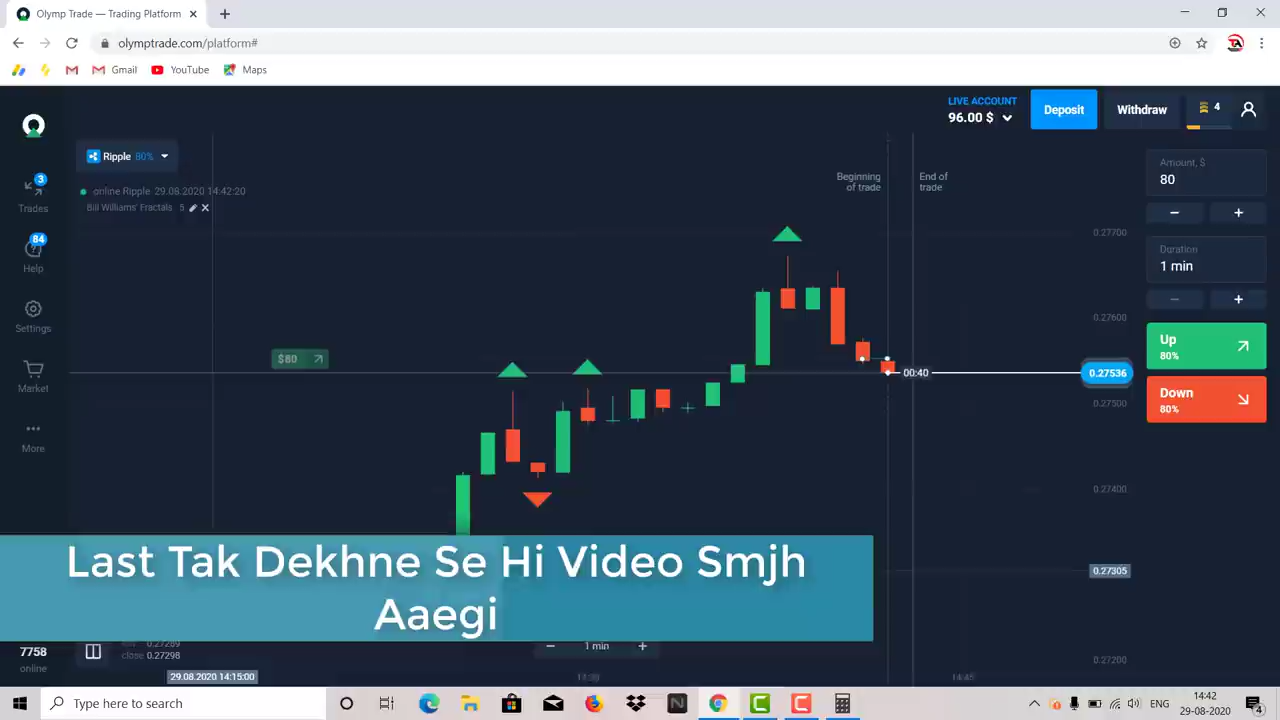 Olymp Trade — Trading Platform
olymptrade.com/platform#
Gmail
YouTube
Maps
LIVE ACCOUNT
96.00 $
Deposit
Withdraw
4
Ripple 80%
online Ripple 29.08.2020 14:42:20
Bill Williams' Fractals 5
3
Trades
84
Help
Settings
Market
More
Beginning
of trade
End of
trade
Amount, $
80
Duration
1 min
Up
80%
Down
80%
0.27700
0.27600
0.27536
0.27500
0.27400
0.27305
0.27200
$80
00:40
Last Tak Dekhne Se Hi Video Smjh
Aaegi
7758
online
close 0.27298
1 min
29.08.2020 14:15:00
14:45
Type here to search
ENG
14:42
29-08-2020
4